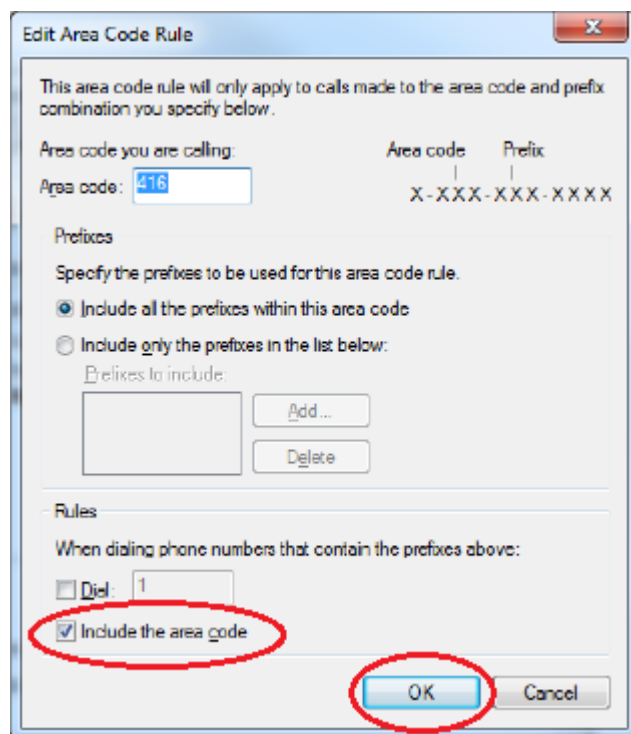 Edit Area Code Rule
This area code rule will only apply to calls made to the area code and prefix
combination you specify below.
Area code you are calling:
Area code Prefix
Area code: 416
X-XXX-XXX-XXXX
Prefixes
Specify the prefixes to be used for this area code rule.
Include all the prefixes within this area code
Include only the prefixes in the list below:
Prefixes to include:
Add...
Delete
Rules
When dialing phone numbers that contain the prefixes above:
Dial: 1
Include the area code
OK Cancel